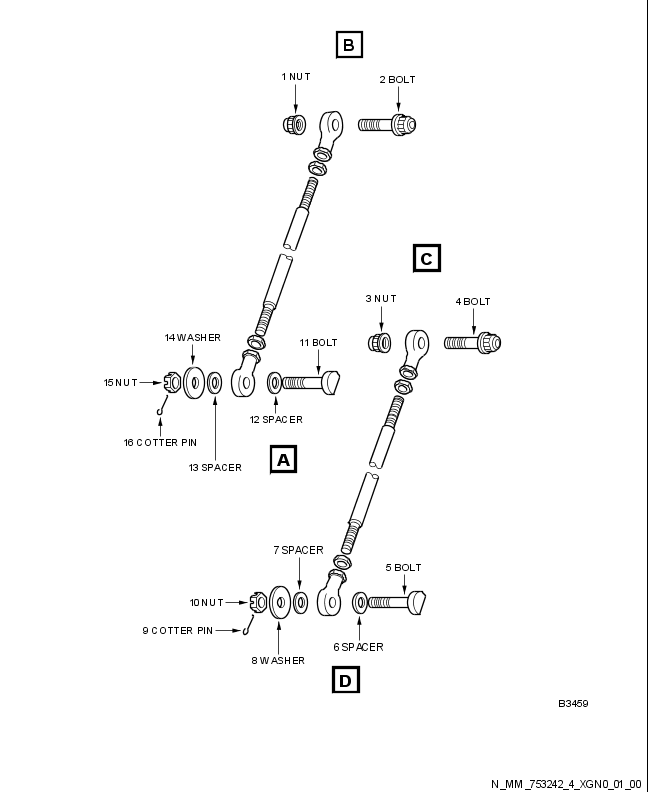 B
1 NUT
2 BOLT
C
3 NUT
4 BOLT
14 WASHER
11 BOLT
15 NUT
12 SPACER
16 COTTER PIN
13 SPACER
A
7 SPACER
5 BOLT
10 NUT
9 COTTER PIN
6 SPACER
8 WASHER
D
B3459
N_MM_753242_4_XGN0_01_00